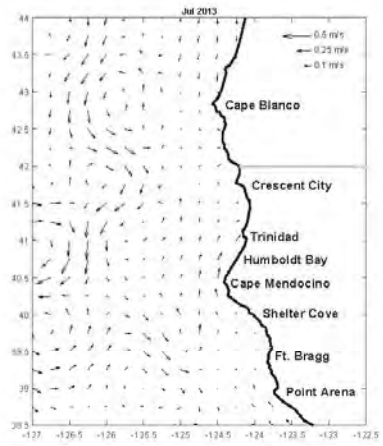 Jul 2013
44
0.5 m/s
0.25 m/s
0.1 m/s
43.5
43
Cape Blanco
42.5
42
Crescent City
41.5
Trinidad
41
Humboldt Bay
40.5
Cape Mendocino
40
Shelter Cove
39.5
Ft. Bragg
39
Point Arena
38.5
-127 -126.5 -126 -125.5 -125 -124.5 -124 -123.5 -123 -122.5